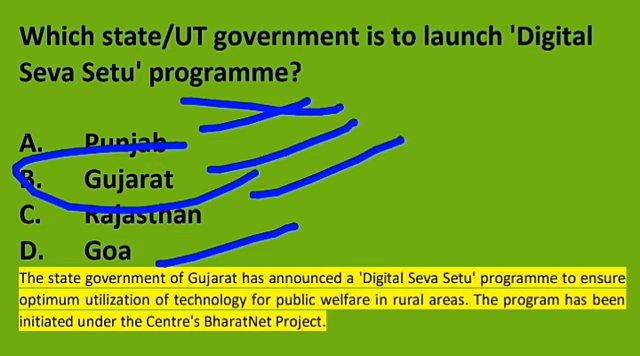 Which state/UT government is to launch 'Digital
Seva Setu' programme?
A. Punjab
B. Gujarat
C. Rajasthan
D. Goa
The state government of Gujarat has announced a 'Digital Seva Setu' programme to ensure
optimum utilization of technology for public welfare in rural areas. The program has been
initiated under the Centre's BharatNet Project.